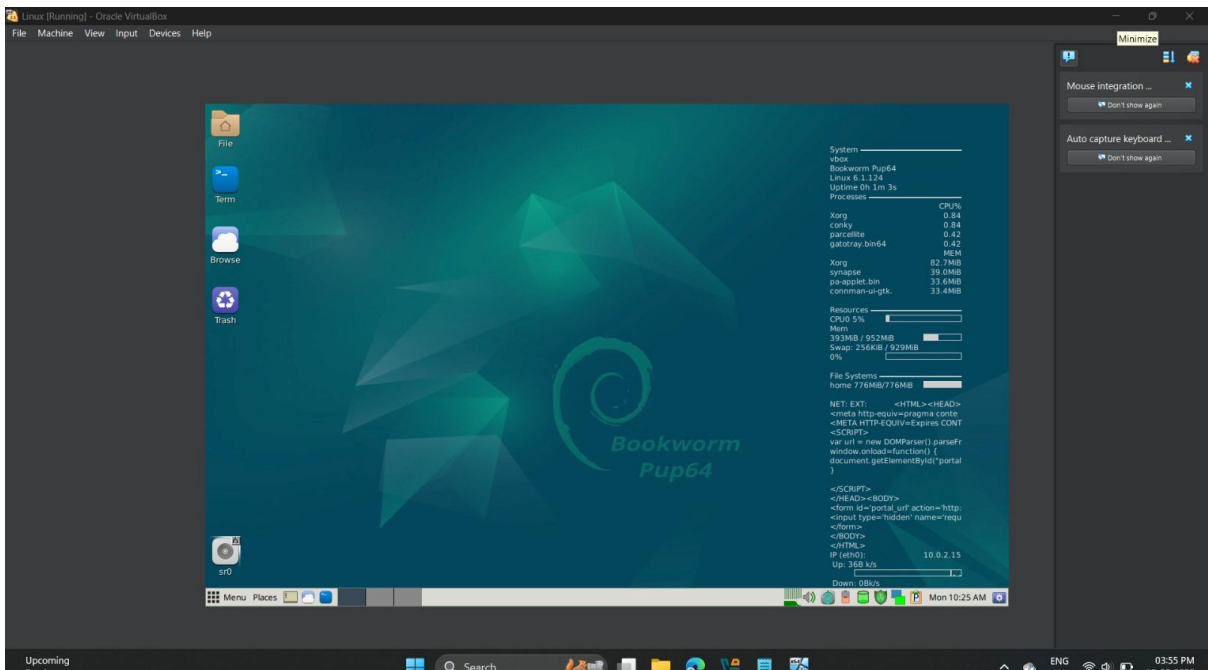 Linux [Running] - Oracle VirtualBox
File Machine View Input Devices Help
Minimize
Mouse integration ...
Don't show again
Auto capture keyboard ...
Don't show again
File
Term
Browse
Trash
sr0
System
vbox
Bookworm Pup64
Linux 6.1.124
Uptime 0h 1m 3s
Processes
CPU%
Xorg 0.84
conky 0.84
parcellite 0.42
gatotray.bin64 0.42
MEM
Xorg 82.7MiB
synapse 39.0MiB
pa-applet.bin 33.6MiB
connman-ui-gtk. 33.4MiB
Resources
CPU0 5%
Mem
393MiB / 952MiB
Swap: 256KiB / 929MiB
0%
File Systems
home 776MiB/776MiB
NET: EXT: <HTML><HEAD>
<meta http-equiv=pragma conte
<META HTTP-EQUIV=Expires CONT
<SCRIPT>
var url = new DOMParser().parseFr
window.onload=function() {
document.getElementById("portal
}
</SCRIPT>
</HEAD><BODY>
<form id='portal_url' action='http:
<input type='hidden' name='requ
</form>
</BODY>
</HTML>
IP (eth0): 10.0.2.15
Up: 36B k/s
Down: 0Bk/s
Bookworm
Pup64
Menu Places
Mon 10:25 AM
Upcoming
Search
ENG
03:55 PM